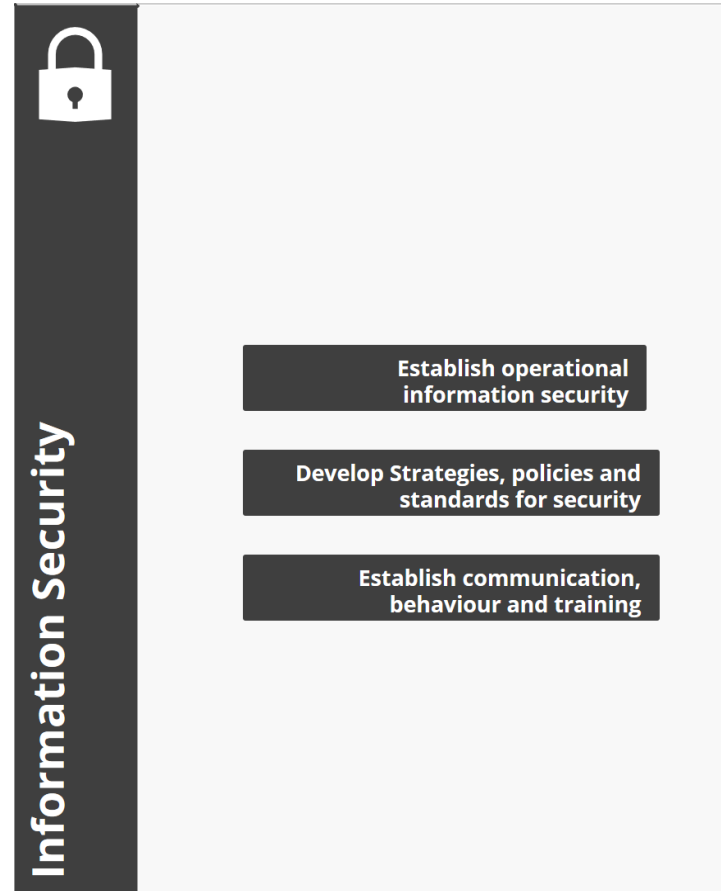 Information Security
Establish operational
information security
Develop Strategies, policies and
standards for security
Establish communication,
behaviour and training